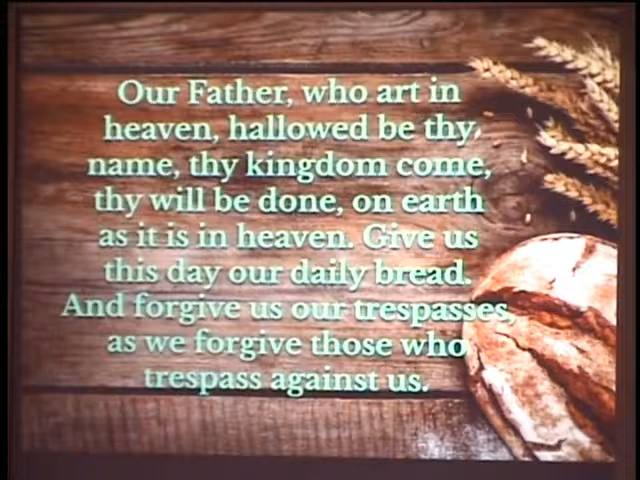 Our Father, who art in
heaven, hallowed be thy
name, thy kingdom come,
thy will be done, on earth
as it is in heaven. Give us
this day our daily bread.
And forgive us our trespasses,
as we forgive those who
trespass against us.